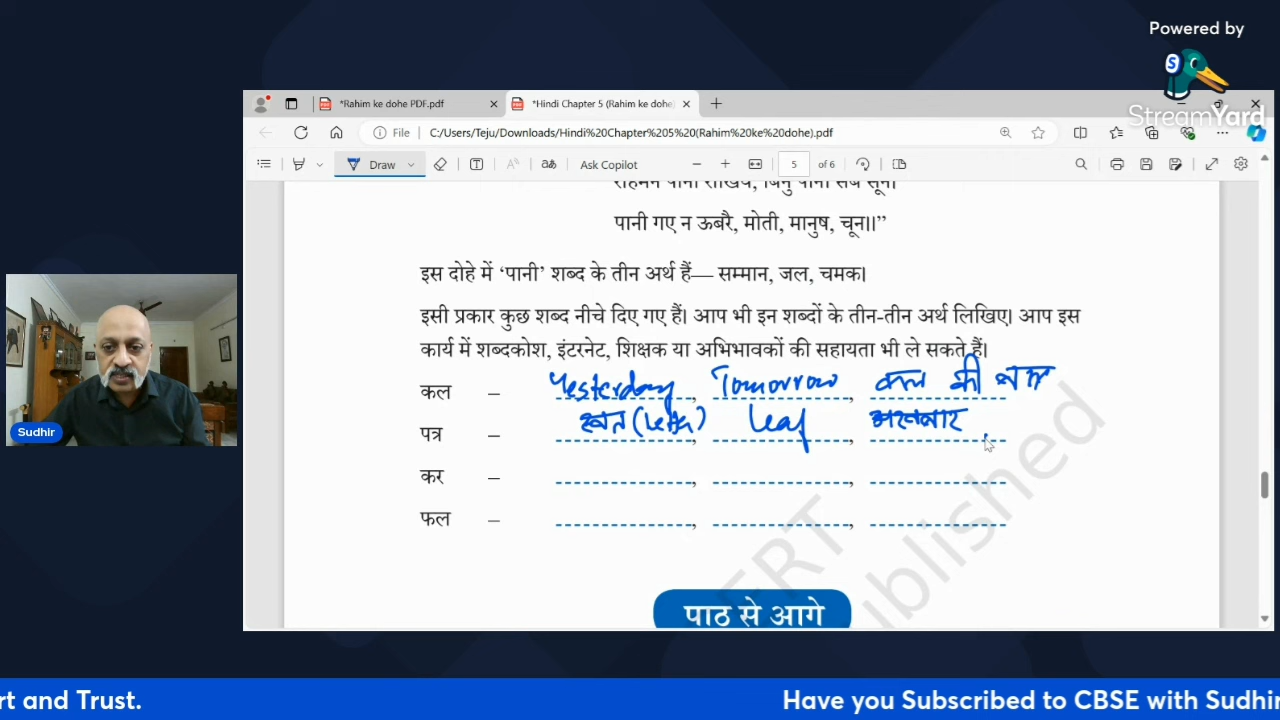 Powered by
StreamYard
*Rahim ke dohe PDF.pdf
*Hindi Chapter 5 (Rahim ke dohe
File
C:/Users/Teju/Downloads/Hindi%20Chapter%205%20(Rahim%20ke%20dohe).pdf
Draw
Ask Copilot
5 of 6
रहिमन पानी राखिये, बिनु पानी सब सून।
पानी गए न ऊबरै, मोती, मानुष, चून।।”
इस दोहे में ‘पानी’ शब्द के तीन अर्थ हैं— सम्मान, जल, चमक।
इसी प्रकार कुछ शब्द नीचे दिए गए हैं। आप भी इन शब्दों के तीन-तीन अर्थ लिखिए। आप इस
कार्य में शब्दकोश, इंटरनेट, शिक्षक या अभिभावकों की सहायता भी ले सकते हैं।
कल – Yesterday, Tomorrow, कल की
पत्र – खत (letter), Leaf, अखबार
कर – , ,
फल – , ,
पाठ से आगे
Sudhir
rt and Trust.
Have you Subscribed to CBSE with Sudhir